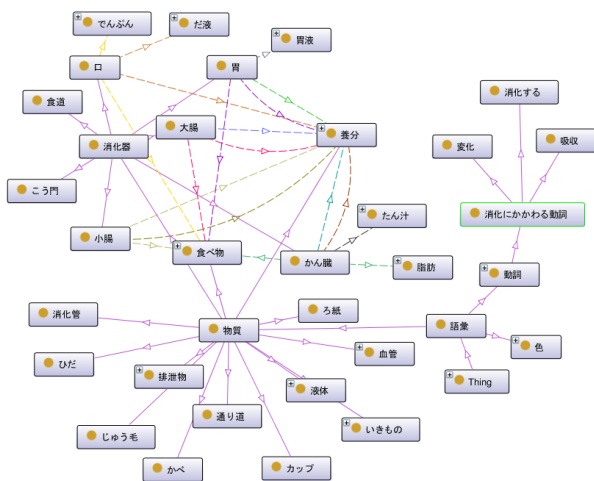 でんぷん
だ液
胃液
口
胃
食道
大腸
消化器
養分
こう門
小腸
食べ物
かん臓
たん汁
脂肪
消化する
変化
吸収
消化にかかわる動詞
動詞
語彙
色
Thing
消化管
物質
ろ紙
ひだ
血管
排泄物
液体
通り道
じゅう毛
いきもの
かべ
カップ